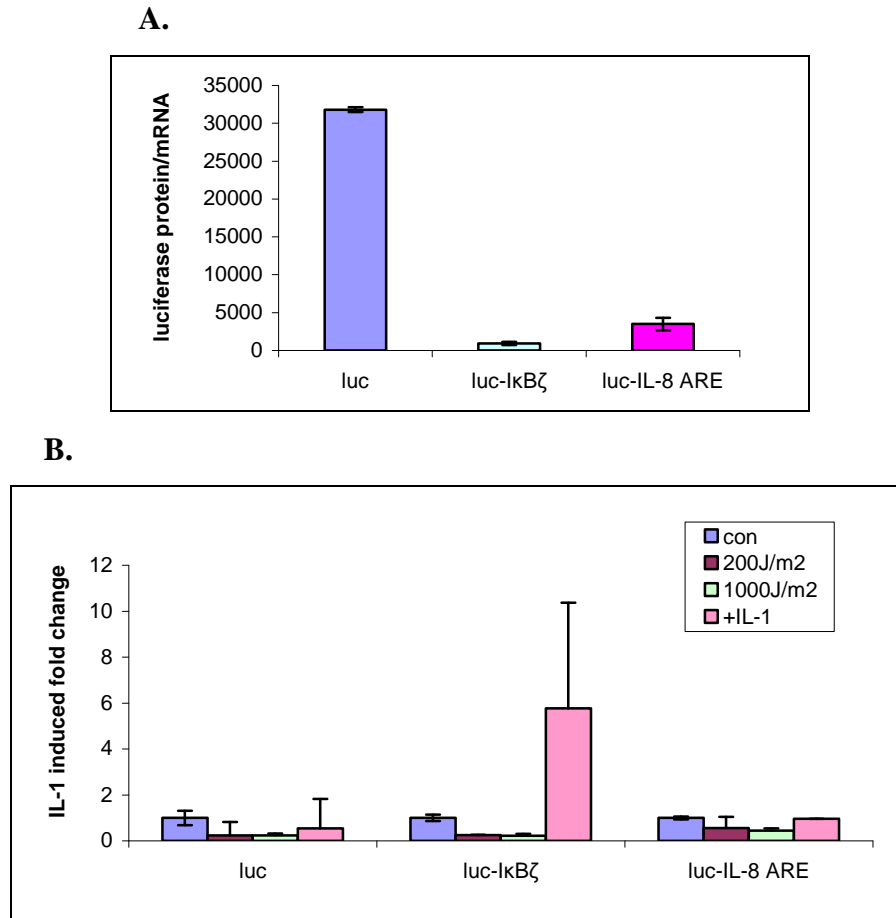 A.
luciferase protein/mRNA
35000
30000
25000
20000
15000
10000
5000
0
luc
luc-IκBζ
luc-IL-8 ARE
B.
IL-1 induced fold change
12
10
8
6
4
2
0
con
200J/m2
1000J/m2
+IL-1
luc
luc-IκBζ
luc-IL-8 ARE